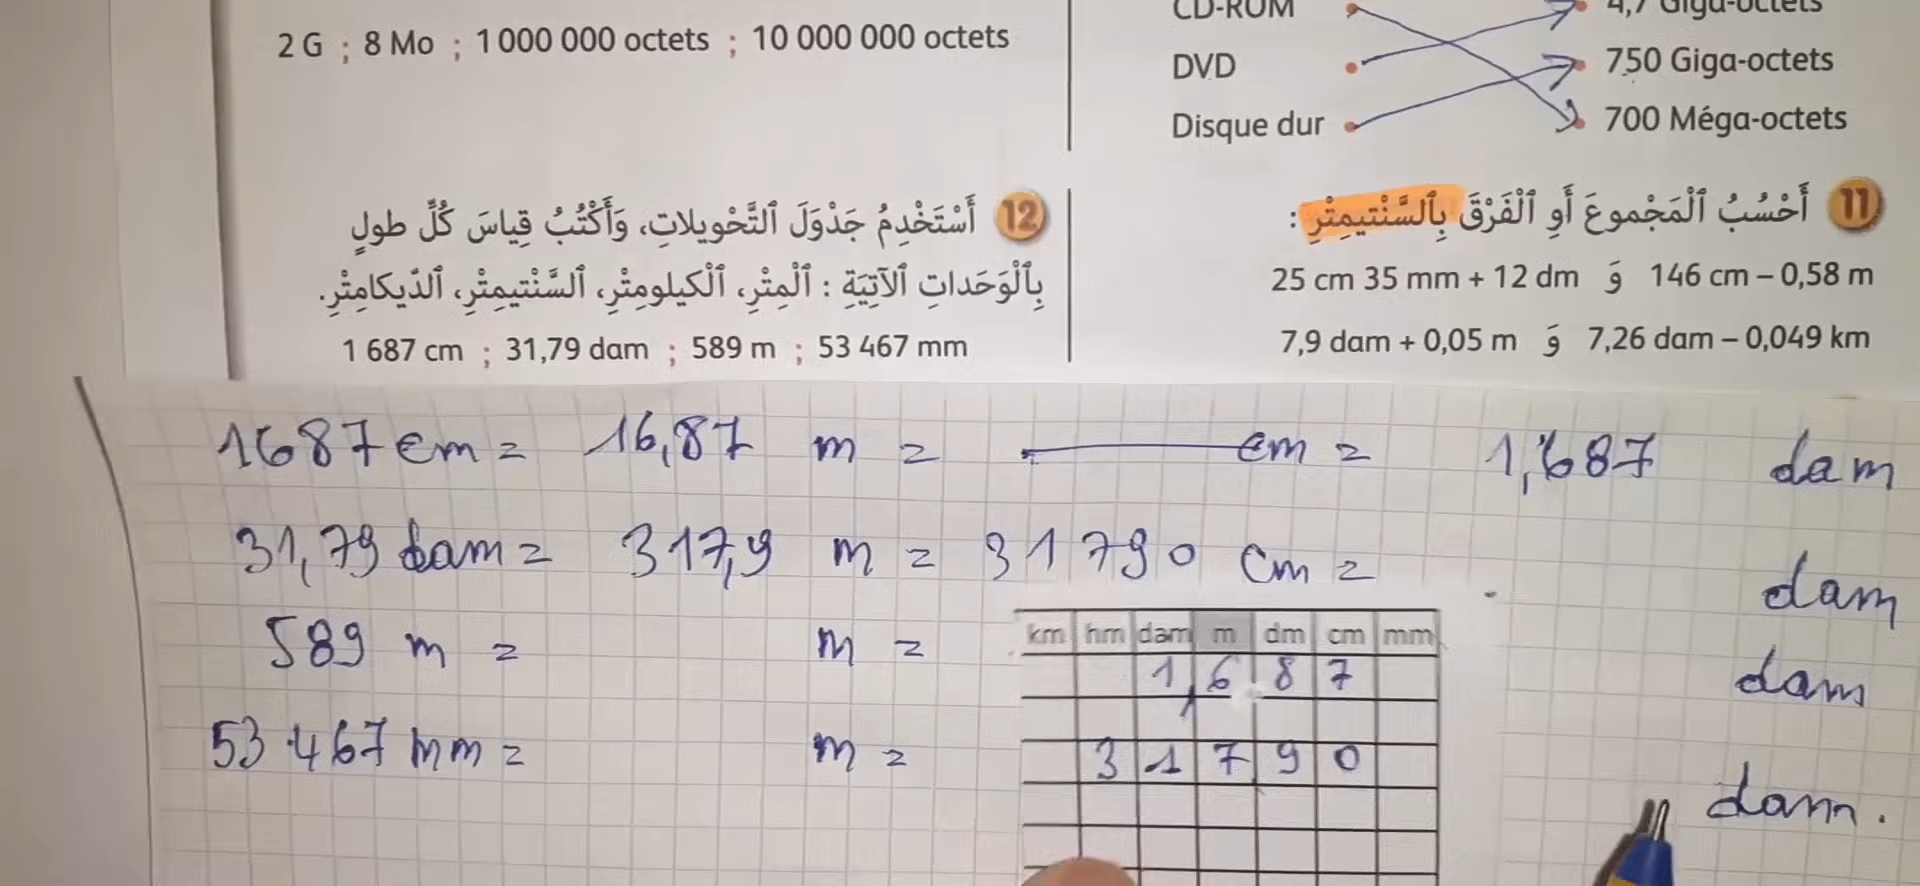 2 G ; 8 Mo ; 1 000 000 octets ; 10 000 000 octets
CD-ROM
4,7 Giga-octets
DVD
750 Giga-octets
Disque dur
700 Méga-octets
11 أَحْسُبُ ٱلْمَجْموعَ أَوِ ٱلْفَرْقَ بِٱلسَّنْتيمِتْرِ :
25 cm 35 mm + 12 dm وَ 146 cm – 0,58 m
7,9 dam + 0,05 m وَ 7,26 dam – 0,049 km
12 أَسْتَخْدِمُ جَدْوَلَ ٱلتَّحْويلاتِ، وَأَكْتُبُ قِياسَ كُلِّ طولٍ
بِٱلْوَحَداتِ ٱلْآتِيَةِ : ٱلْمِتْرِ، ٱلْكيلومِتْرِ، ٱلسَّنْتيمِتْرِ، ٱلدّيكامِتْرِ.
1 687 cm ; 31,79 dam ; 589 m ; 53 467 mm
1687 cm = 16,87 m = cm = 1,687 dam
31,79 dam = 317,9 m = 31790 cm = dam
589 m = m = dam
53 467 mm = m = dam.
km hm dam m dm cm mm
1,6 8 7
3 1 7 9 0